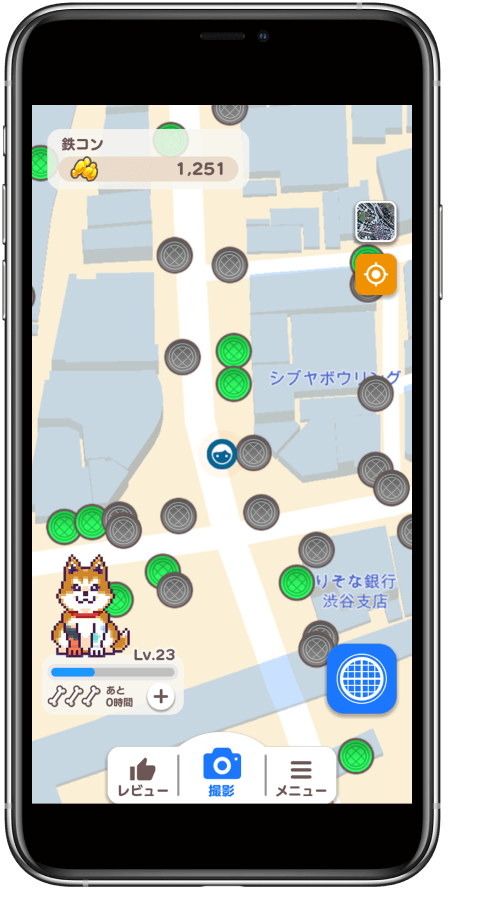 鉄コン
1,251
シブヤボウリング
りそな銀行
渋谷支店
Lv.23
あと
0時間
レビュー
撮影
メニュー